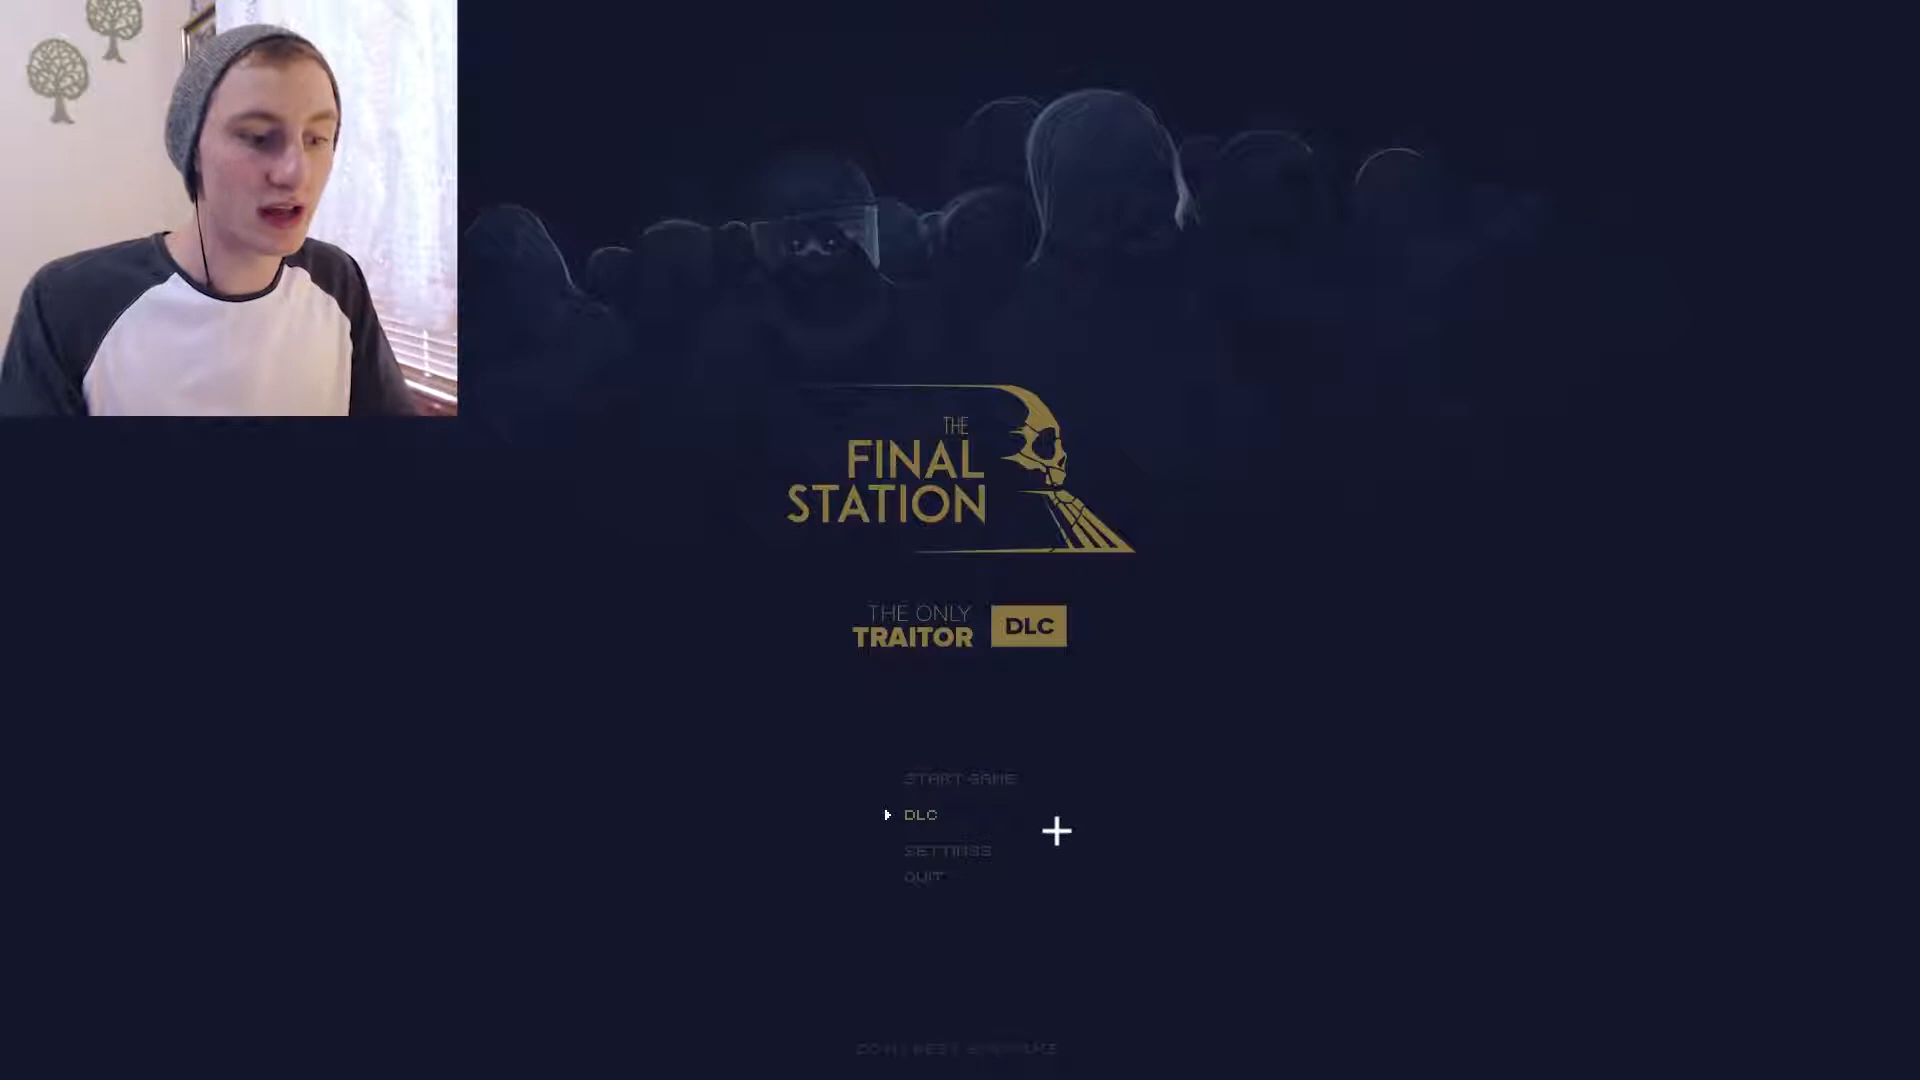 THE
FINAL
STATION
THE ONLY
TRAITOR
DLC
START GAME
DLC
SETTINGS
QUIT